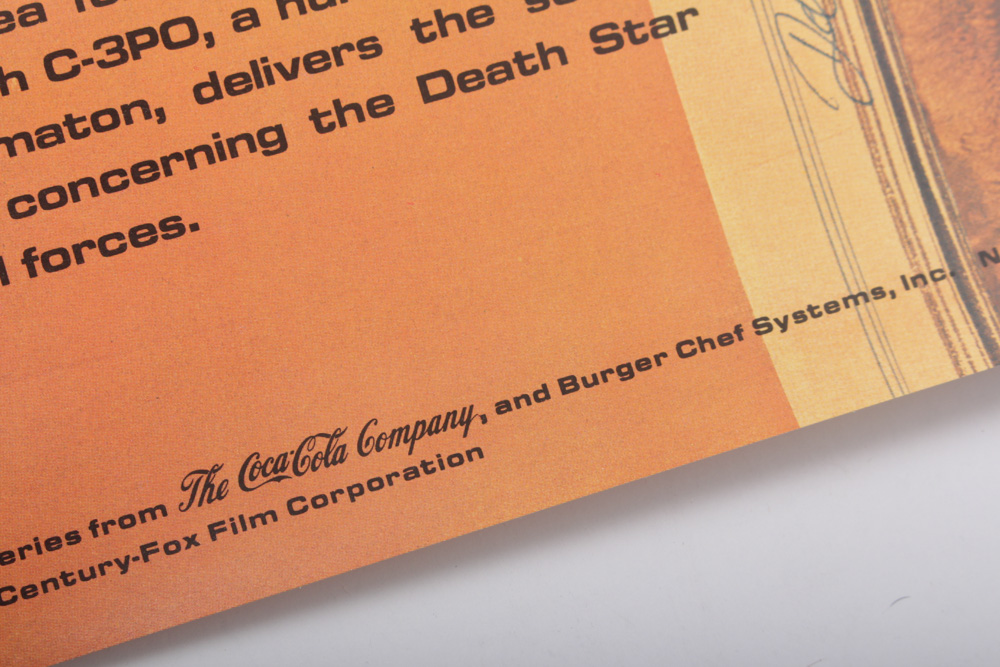 C-3PO, a
maton, delivers the
concerning the Death Star
forces.
eries from The Coca-Cola Company, and Burger Chef Systems, Inc. N
Century-Fox Film Corporation